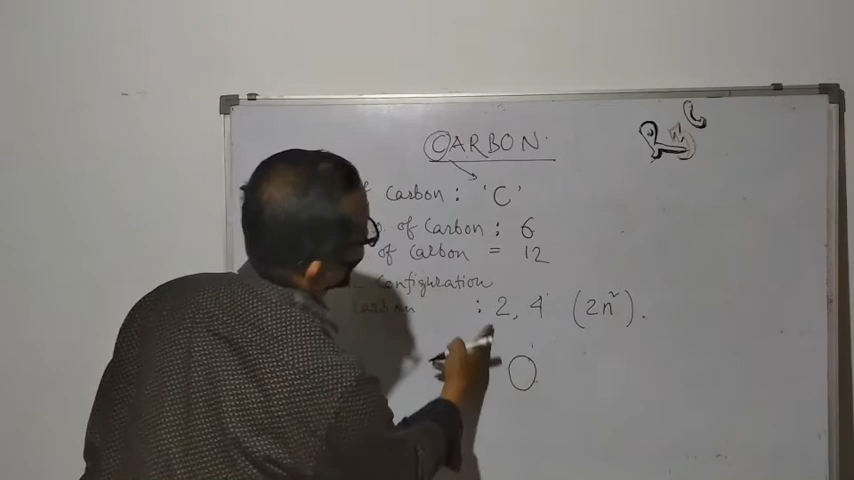 CARBON.
Carbon : 'C'
of Carbon : 6
of Carbon = 12
Configuration
Carbon : 2, 4 (2n²).